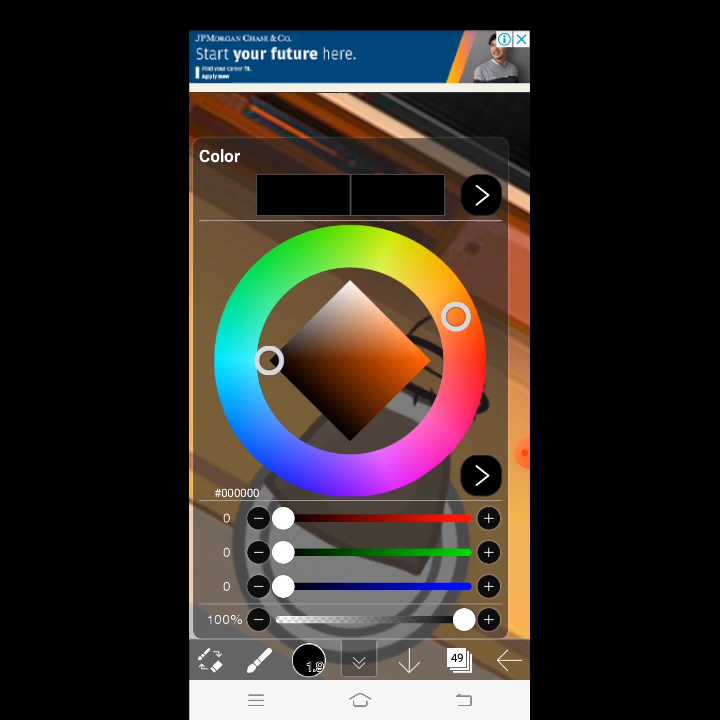 JPMORGAN CHASE & CO.
Start your future here.
Find your career fit.
Apply now
Color
#000000
0
0
0
100%
1.9
49